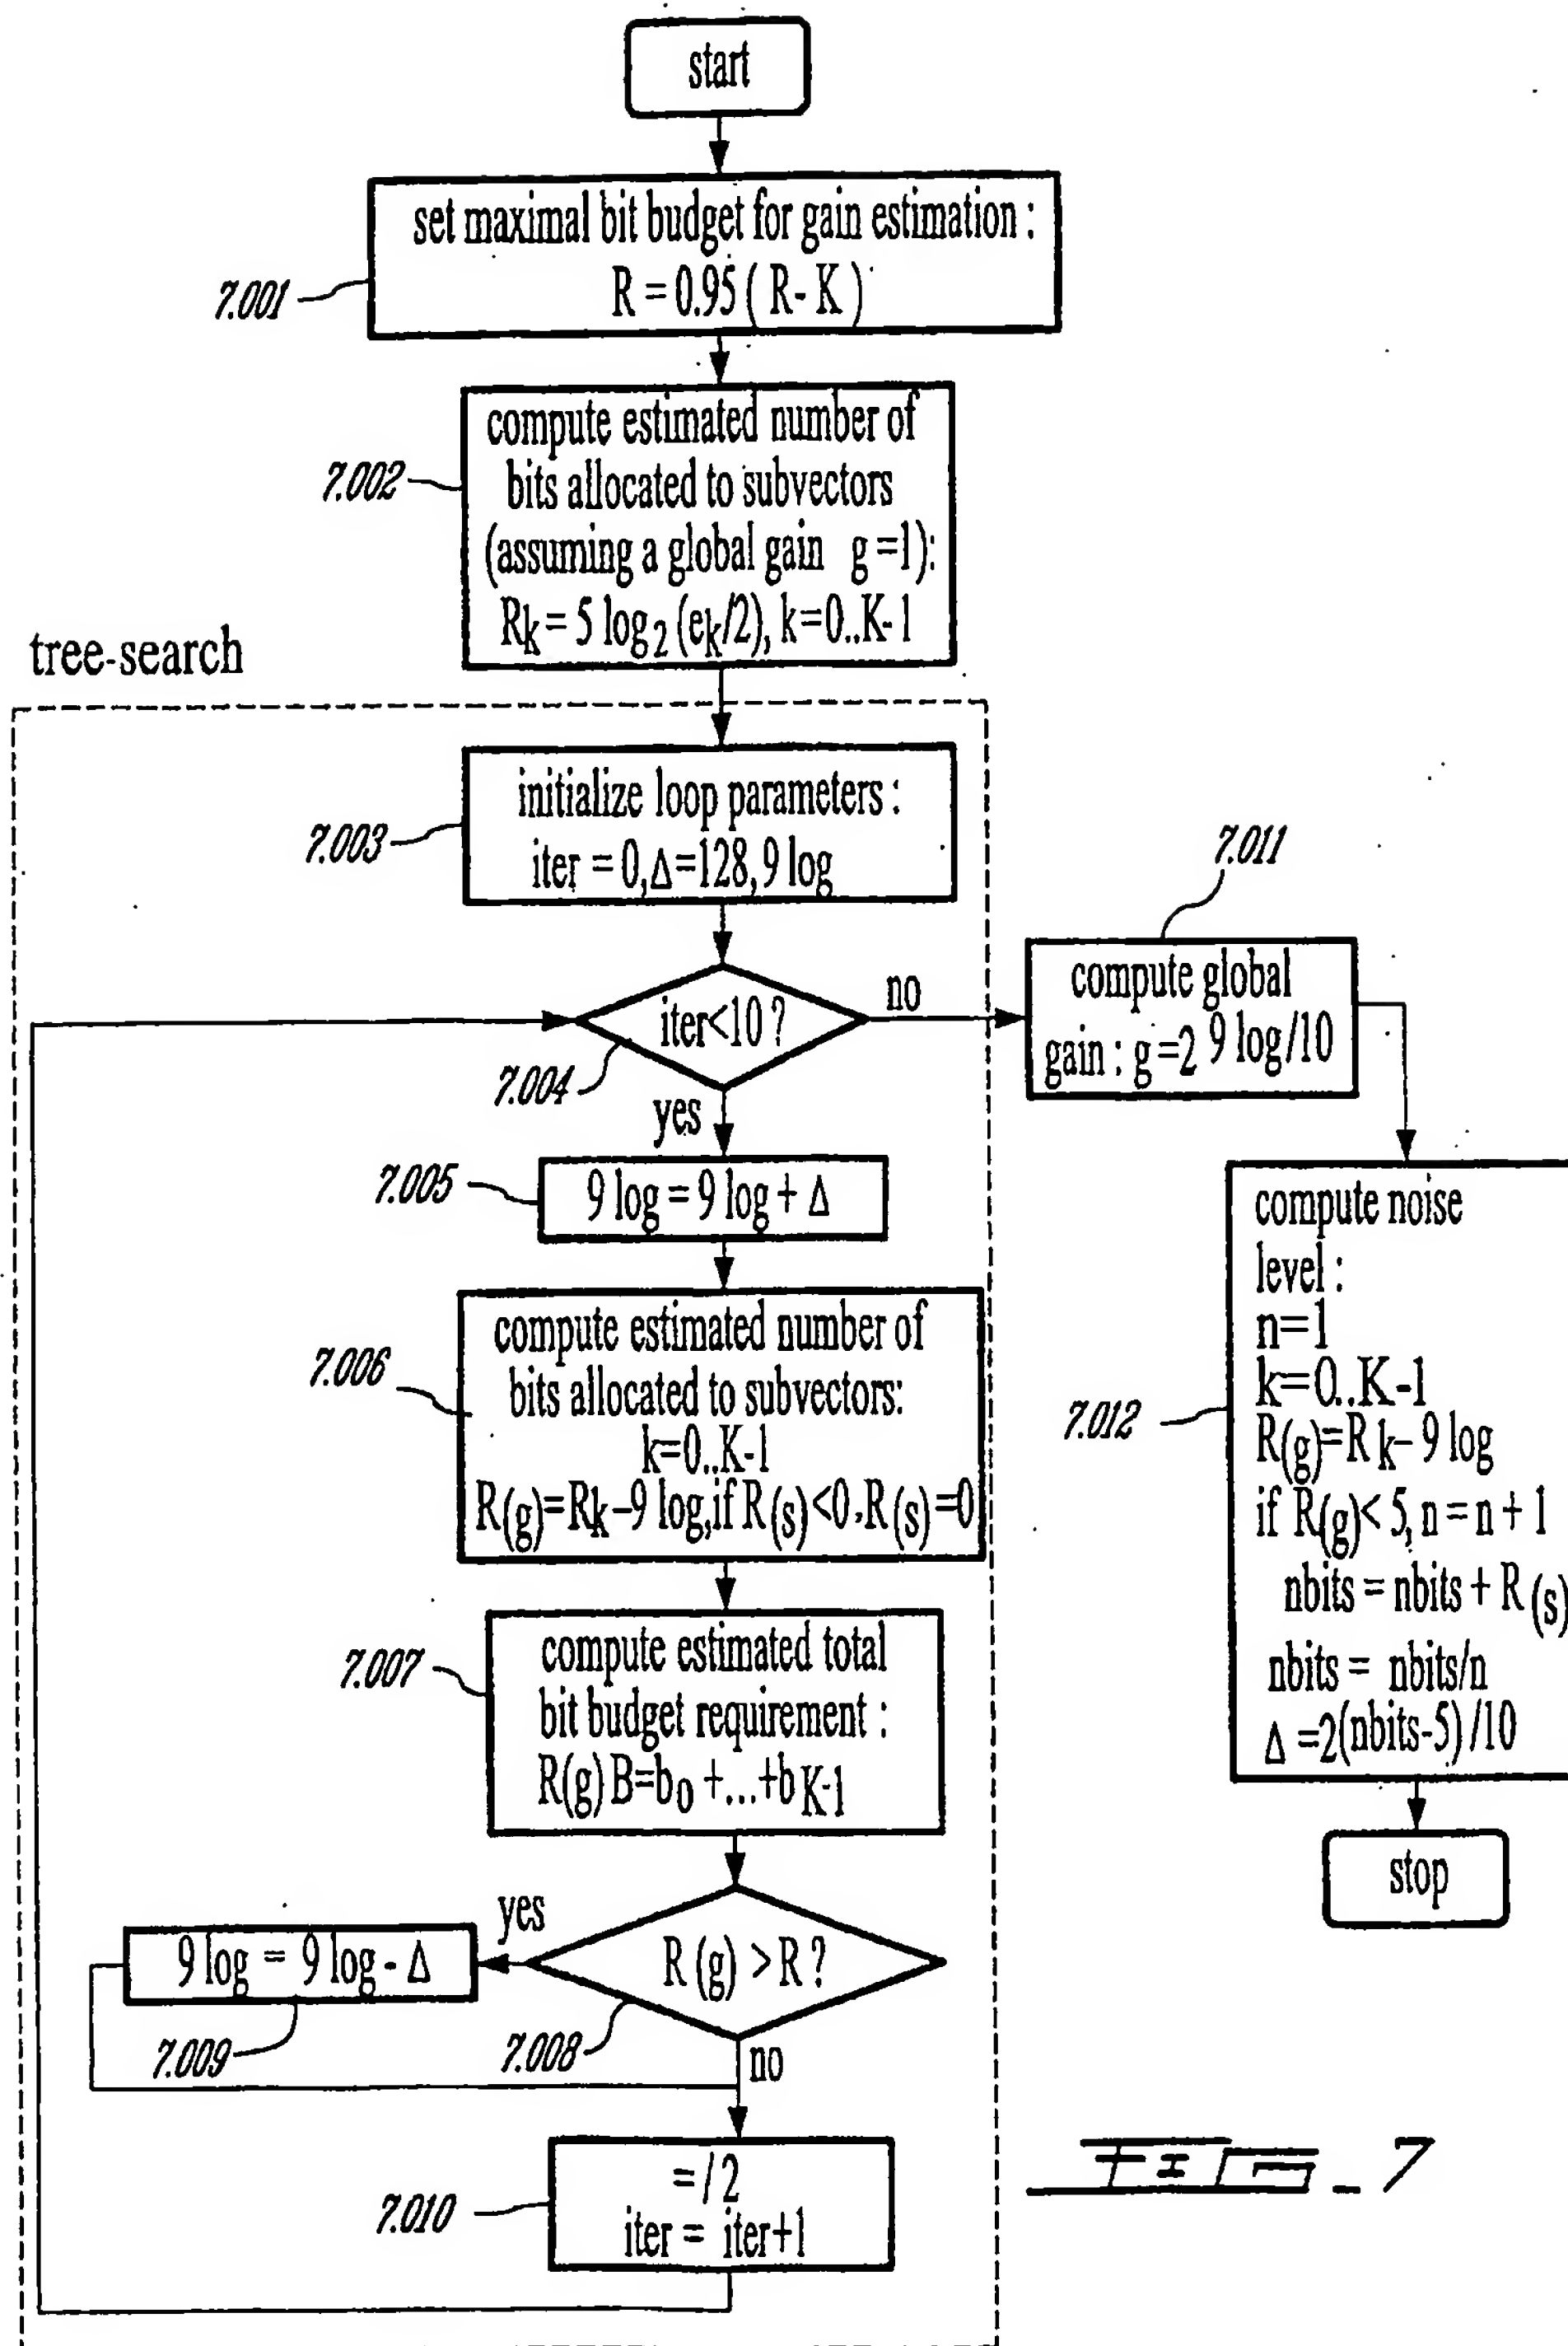 start
set maximal bit budget for gain estimation :
R = 0.95 ( R- K )
7.001
compute estimated number of
bits allocated to subvectors
(assuming a global gain g =1):
Rk = 5 log 2 (ek/2), k=0..K-1
7.002
tree-search
initialize loop parameters :
iter = 0,Δ=128, 9 log
7.003
iter<10 ?
7.004
no
yes
7.011
compute global
gain : g =2 9 log/10
7.005
9 log = 9 log + Δ
7.006
compute estimated number of
bits allocated to subvectors:
k=0..K-1
R(g)=Rk-9 log,if R(s)<0,R(s)=0
7.012
compute noise
level :
n=1
k=0..K-1
R(g)=R k- 9 log
if R(g)< 5, n = n + 1
nbits = nbits + R (s)
nbits = nbits/n
Δ =2(nbits-5) /10
stop
7.007
compute estimated total
bit budget requirement :
R(g) B=b0 +...+b K-1
yes
R (g) >R ?
7.008
no
9 log = 9 log - Δ
7.009
7.010
= / 2
iter = iter+1
FIG_7